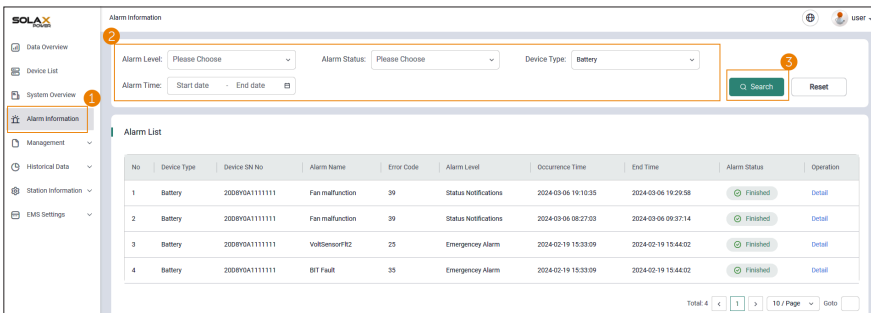 SOLAX
POWER
Alarm Information
user
Data Overview
Device List
System Overview
Alarm Information
Management
Historical Data
Station Information
EMS Settings
1
2
Alarm Level: Please Choose
Alarm Status: Please Choose
Device Type: Battery
Alarm Time: Start date - End date
3
Search
Reset
Alarm List
No Device Type Device SN No Alarm Name Error Code Alarm Level Occurrence Time End Time Alarm Status Operation
1 Battery 20D8Y0A1111111 Fan malfunction 39 Status Notifications 2024-03-06 19:10:35 2024-03-06 19:29:58 Finished Detail
2 Battery 20D8Y0A1111111 Fan malfunction 39 Status Notifications 2024-03-06 08:27:03 2024-03-06 09:37:14 Finished Detail
3 Battery 20D8Y0A1111111 VoltSensorFlt2 25 Emergencey Alarm 2024-02-19 15:33:09 2024-02-19 15:44:02 Finished Detail
4 Battery 20D8Y0A1111111 BIT Fault 35 Emergencey Alarm 2024-02-19 15:33:09 2024-02-19 15:44:02 Finished Detail
Total: 4 < 1 > 10 / Page Goto